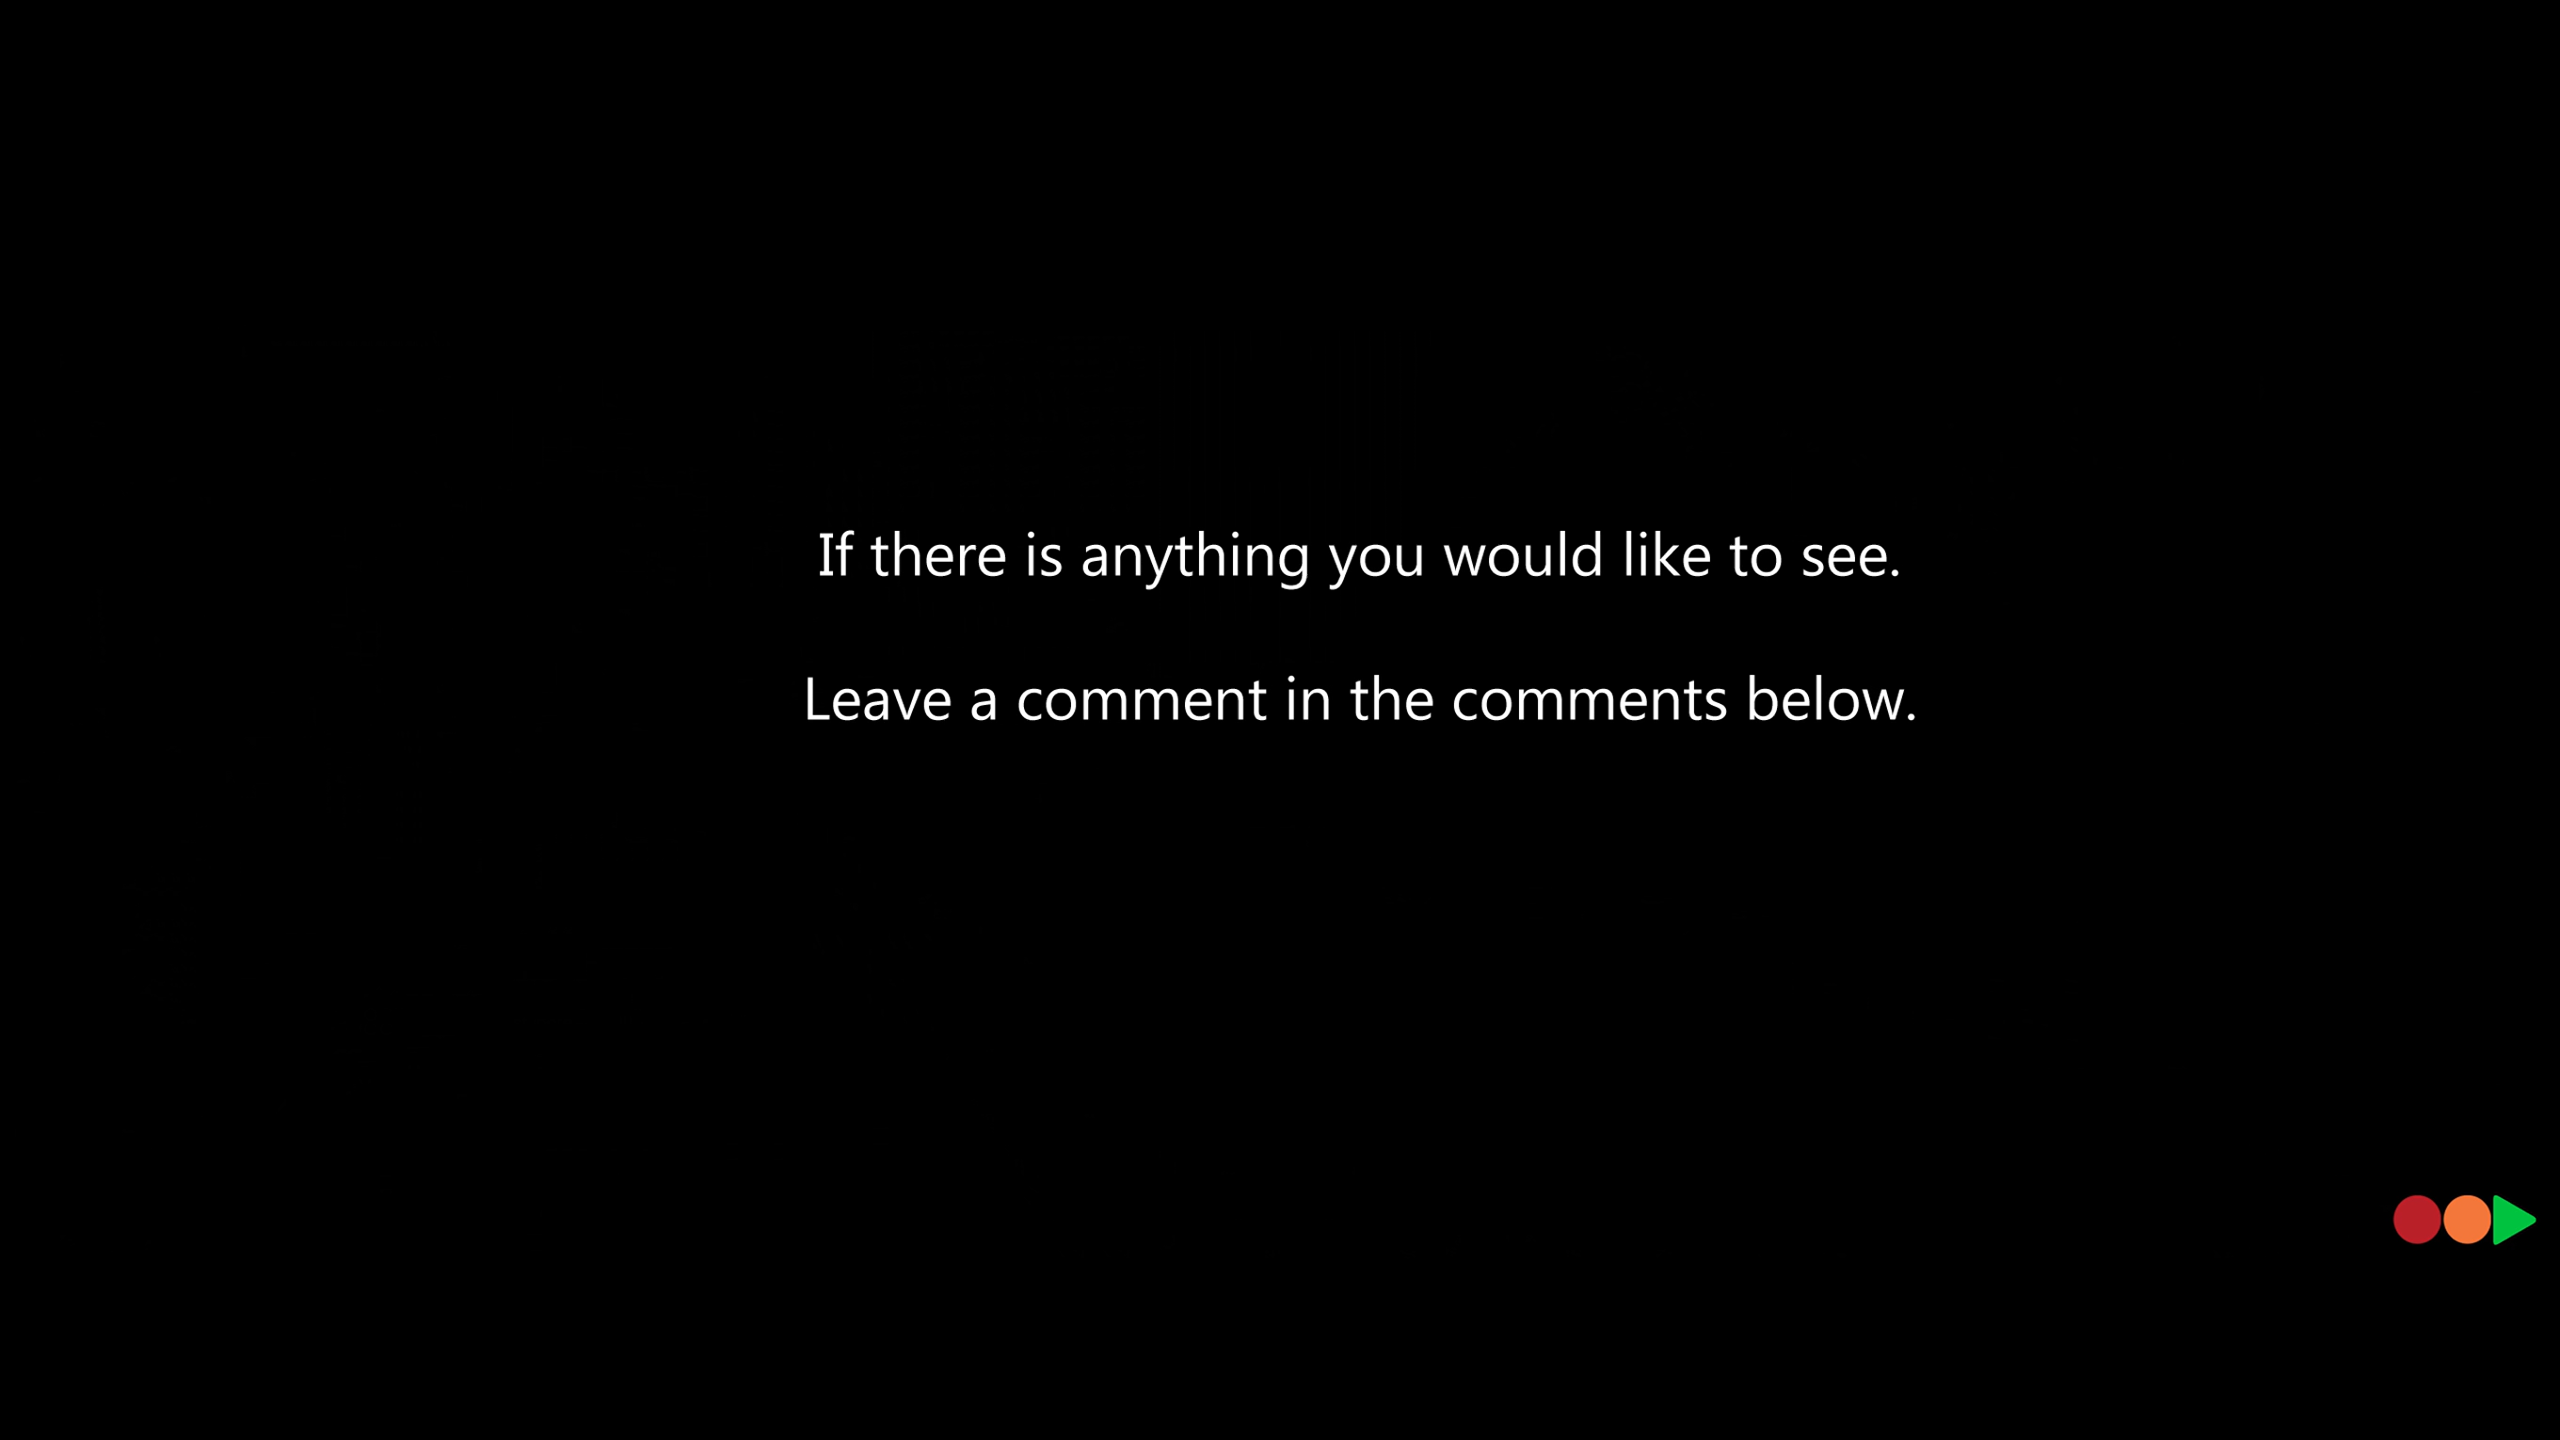 If there is anything you would like to see.
Leave a comment in the comments below.